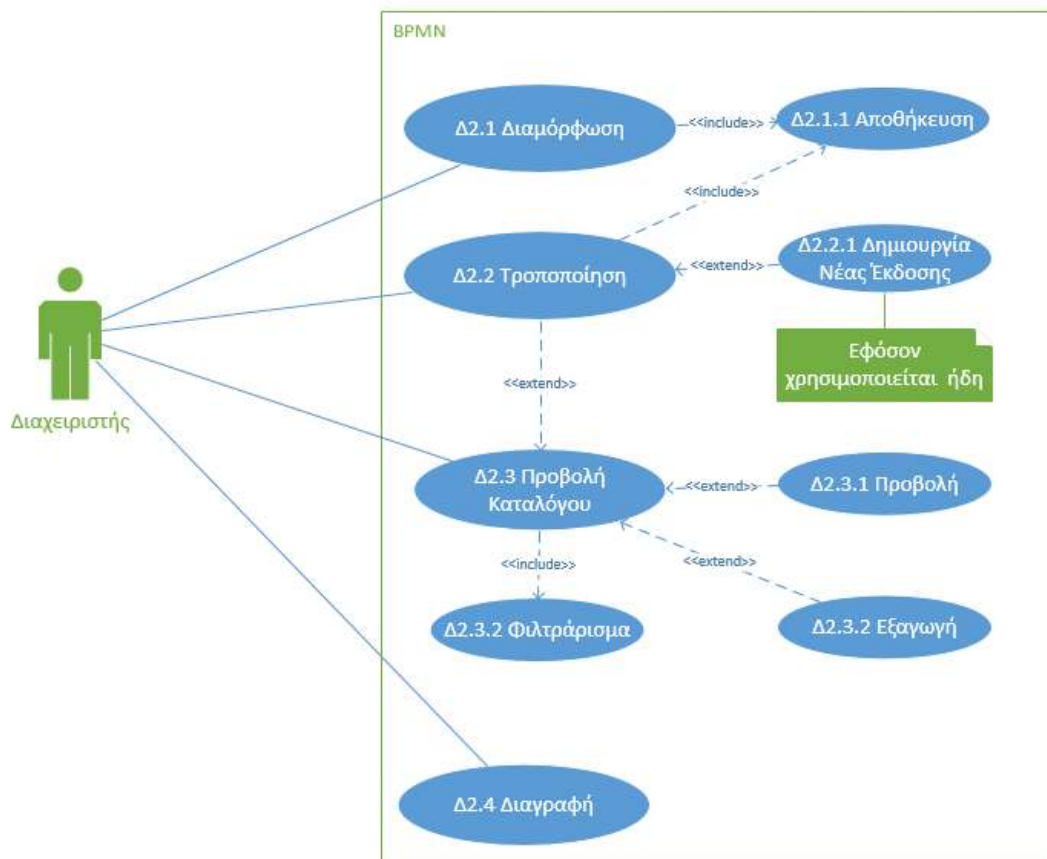 BPMN
Δ2.1 Διαμόρφωση
<<include>>
Δ2.1.1 Αποθήκευση
<<include>>
Δ2.2 Τροποποίηση
<<extend>>
Δ2.2.1 Δημιουργία
Νέας Έκδοσης
Εφόσον
χρησιμοποιείται ήδη
<<extend>>
Διαχειριστής
Δ2.3 Προβολή
Καταλόγου
<<extend>>
Δ2.3.1 Προβολή
<<include>>
<<extend>>
Δ2.3.2 Φιλτράρισμα
Δ2.3.2 Εξαγωγή
Δ2.4 Διαγραφή